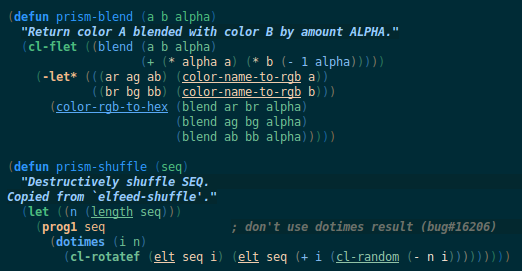 (defun prism-blend (a b alpha)
  "Return color A blended with color B by amount ALPHA."
  (cl-flet ((blend (a b alpha)
                   (+ (* alpha a) (* b (- 1 alpha)))))
    (-let* (((ar ag ab) (color-name-to-rgb a))
            ((br bg bb) (color-name-to-rgb b)))
      (color-rgb-to-hex (blend ar br alpha)
                        (blend ag bg alpha)
                        (blend ab bb alpha)))))
(defun prism-shuffle (seq)
  "Destructively shuffle SEQ.
Copied from `elfeed-shuffle'."
  (let ((n (length seq)))
    (prog1 seq                  ; don't use dotimes result (bug#16206)
      (dotimes (i n)
        (cl-rotatef (elt seq i) (elt seq (+ i (cl-random (- n i)))))))))